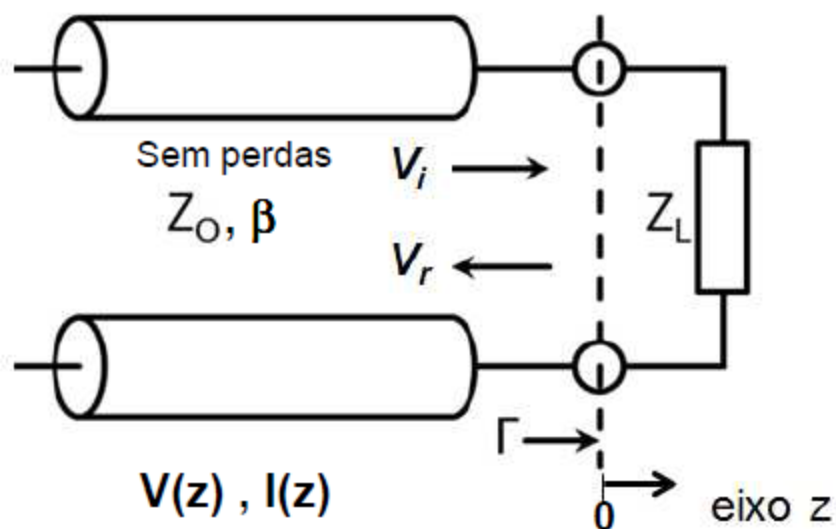 Sem perdas
Z_O, β
V_i
V_r
Z_L
Γ
V(z) , I(z)
0
eixo z